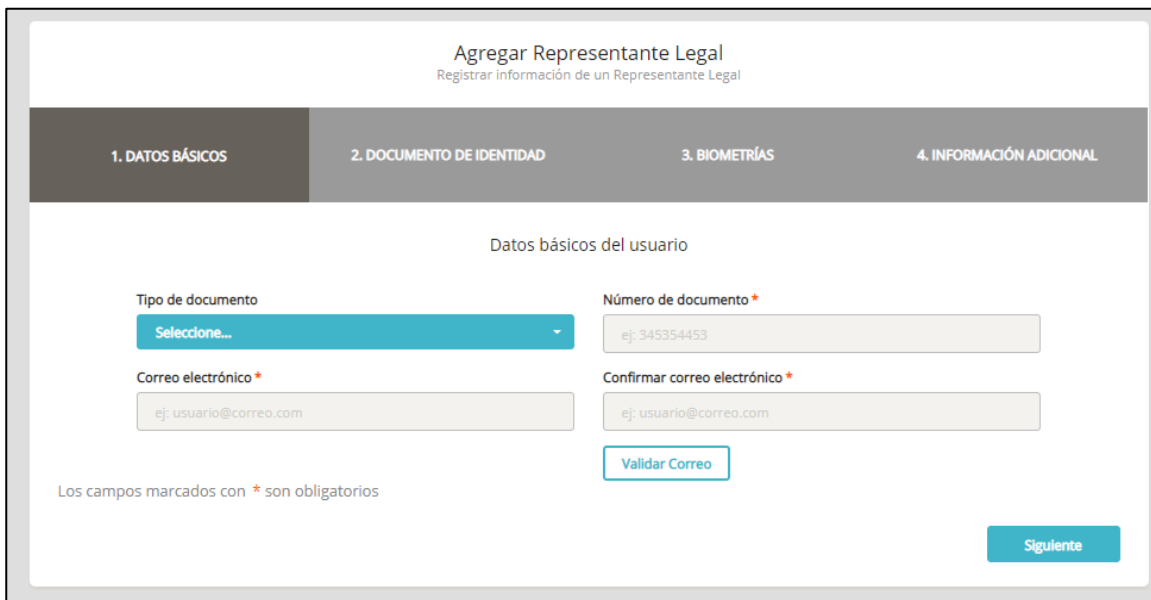 Agregar Representante Legal
Registrar información de un Representante Legal
1. DATOS BÁSICOS
2. DOCUMENTO DE IDENTIDAD
3. BIOMETRÍAS
4. INFORMACIÓN ADICIONAL
Datos básicos del usuario
Tipo de documento
Número de documento *
Seleccione...
ej: 345354453
Correo electrónico *
Confirmar correo electrónico *
ej: usuario@correo.com
ej: usuario@correo.com
Validar Correo
Los campos marcados con * son obligatorios
Siguiente